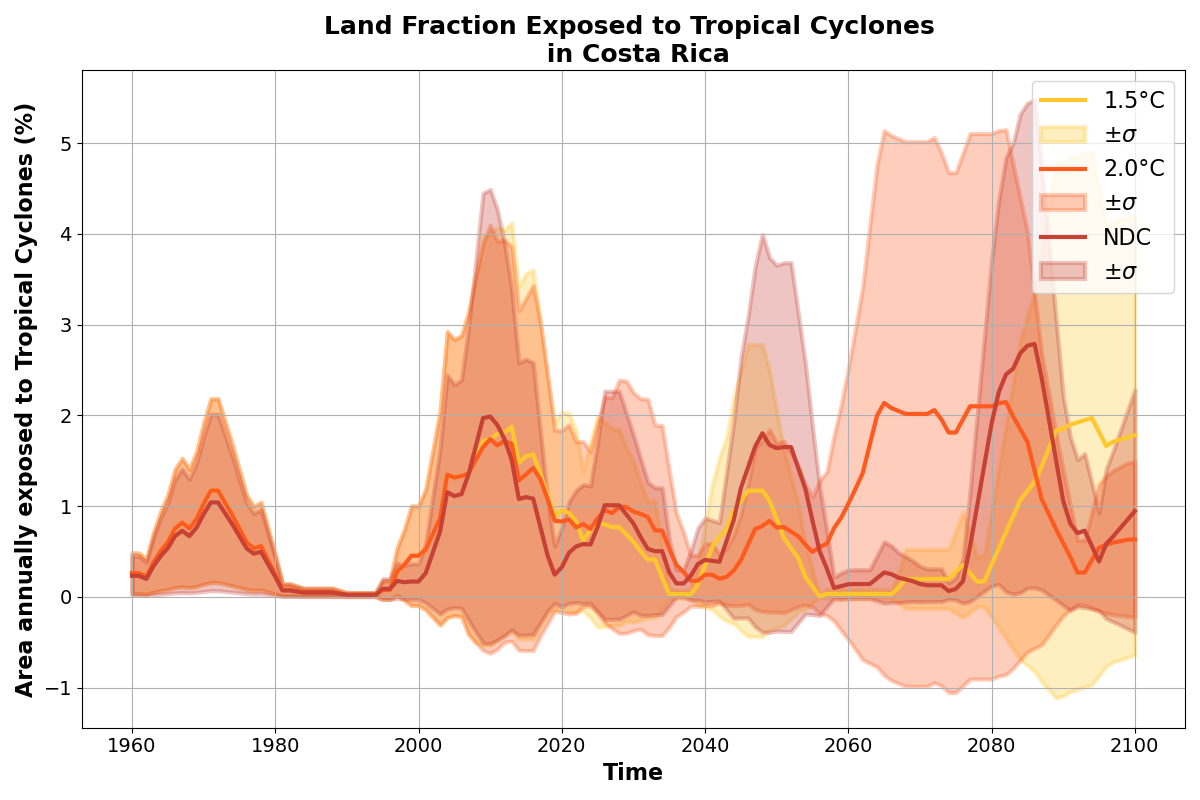 Land Fraction Exposed to Tropical Cyclones
in Costa Rica
Area annually exposed to Tropical Cyclones (%)
5
4
3
2
1
0
−1
1960
1980
2000
2020
2040
2060
2080
2100
Time
1.5°C
±σ
2.0°C
±σ
NDC
±σ